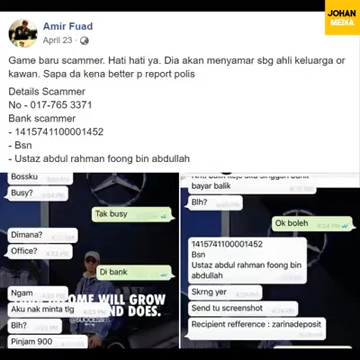 JOHAN
MEDIA
Amir Fuad
April 23 ·
Game baru scammer. Hati hati ya. Dia akan menyamar sbg ahli keluarga or
kawan. Sapa da kena better p report polis
Details Scammer
No - 017-765 3371
Bank scammer
- 1415741100001452
- Bsn
- Ustaz abdul rahman foong bin abdullah
Bossku
Busy?
Tak busy
Dimana?
Office?
Di bank
Ngam
Aku nak minta tlg
Blh?
Pinjam 900
INCOME WILL GROW
DOES.
bayar balik
Blh?
Ok boleh
1415741100001452
Bsn
Ustaz abdul rahman foong bin
abdullah
Skrng yer
Send tu screenshot
Recipient refference : zarinadeposit